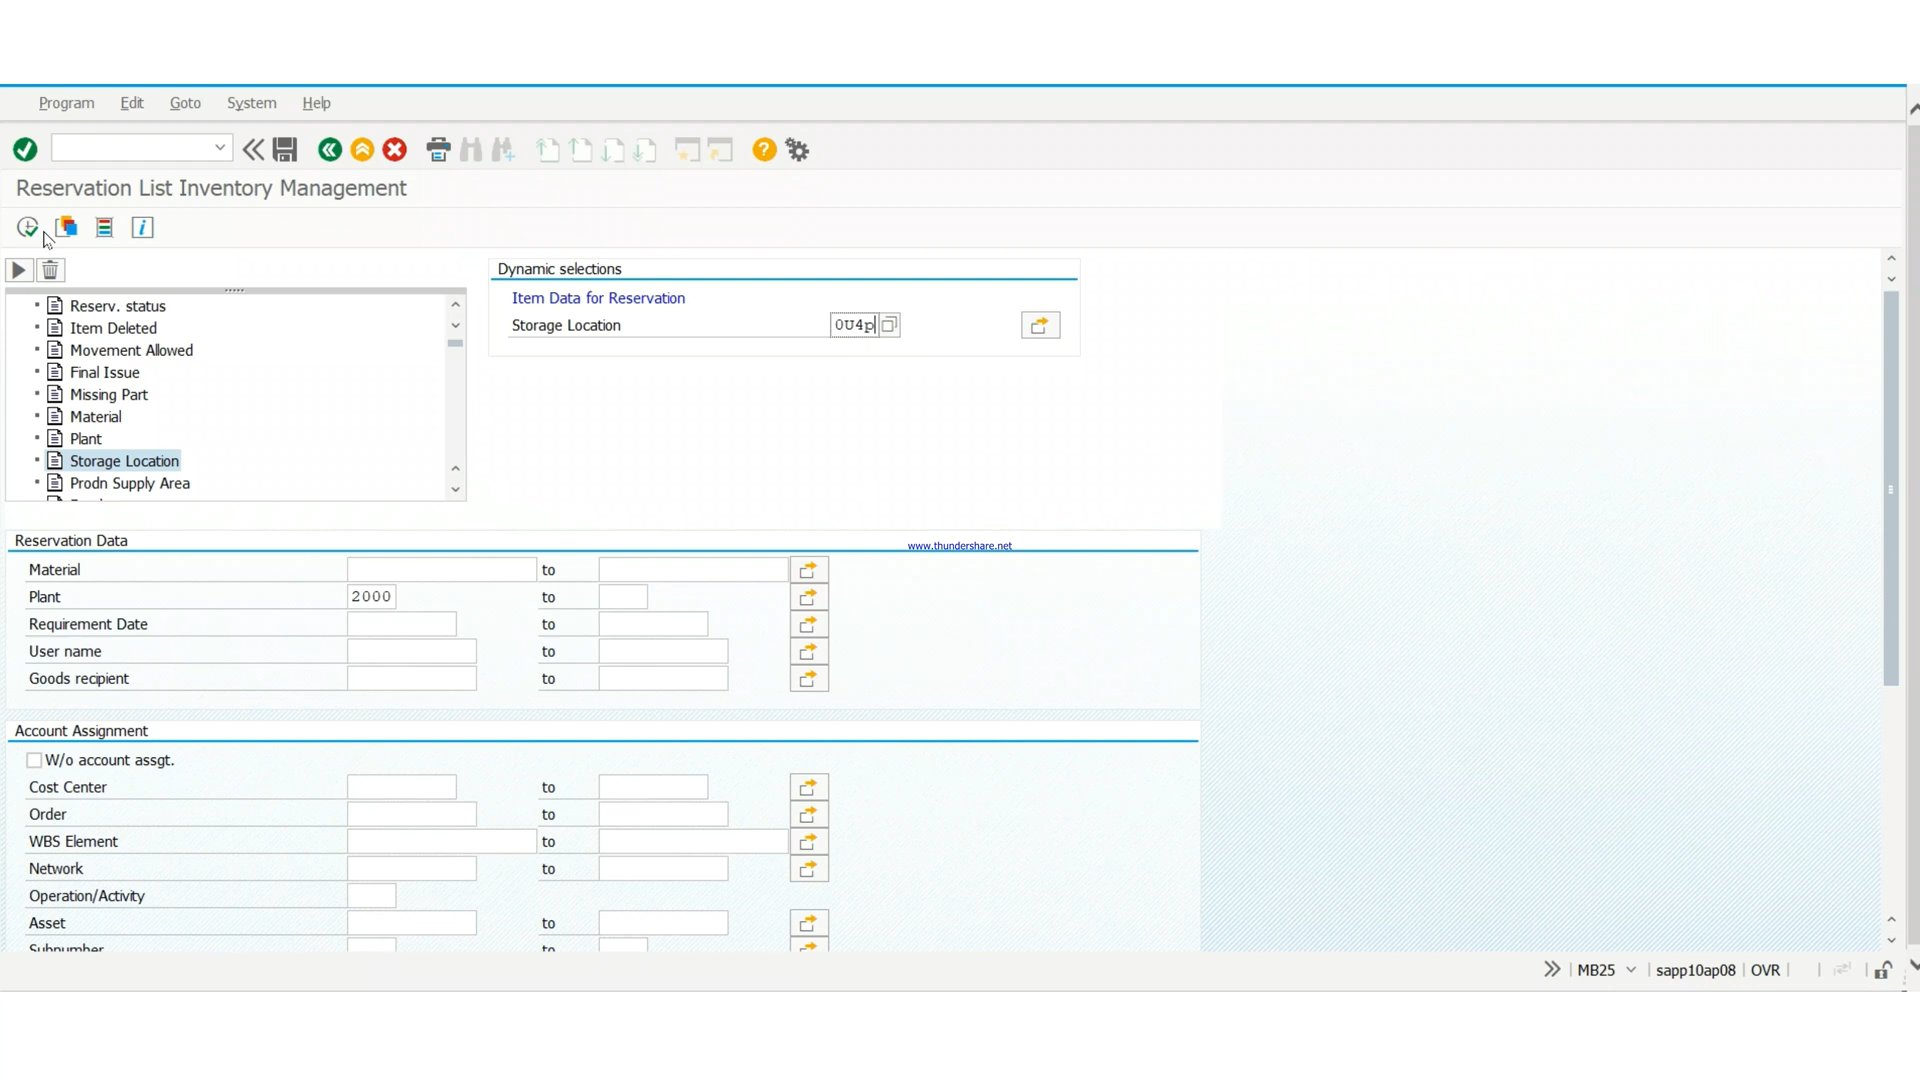 Program Edit Goto System Help
Reservation List Inventory Management
Reserv. status
Item Deleted
Movement Allowed
Final Issue
Missing Part
Material
Plant
Storage Location
Prodn Supply Area
Dynamic selections
Item Data for Reservation
Storage Location 0U4p
Reservation Data
www.thundershare.net
Material to
Plant 2000 to
Requirement Date to
User name to
Goods recipient to
Account Assignment
W/o account assgt.
Cost Center to
Order to
WBS Element to
Network to
Operation/Activity
Asset to
Subnumber to
MB25 sapp10ap08 OVR